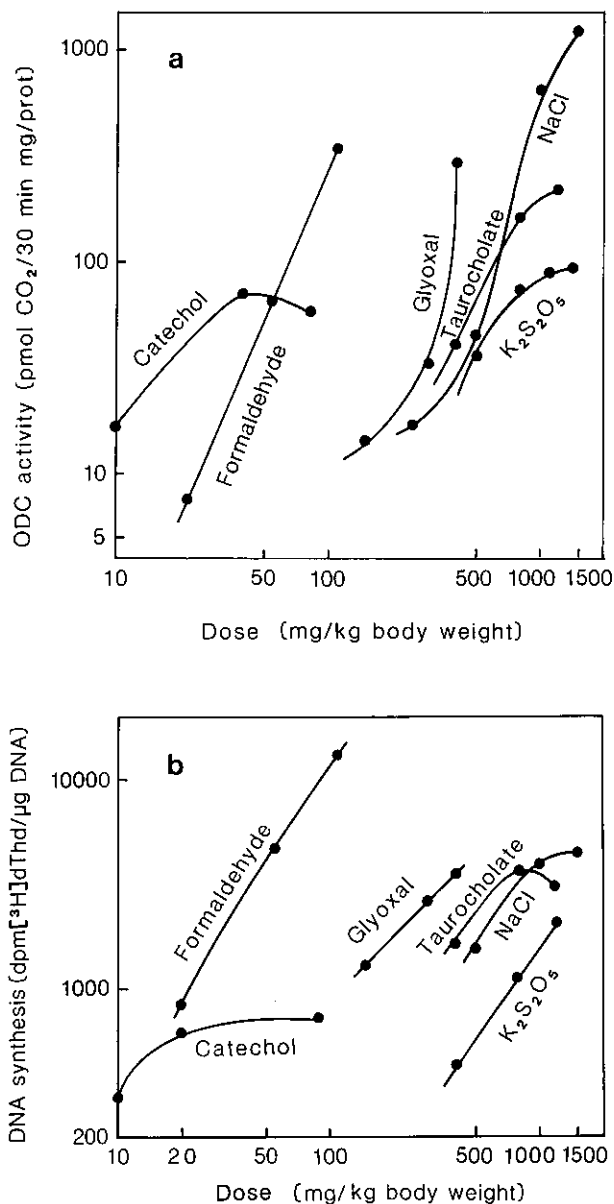 a
ODC activity (pmol CO₂/30 min mg/prot)
1000
100
10
5
Catechol
Formaldehyde
Glyoxal
Taurocholate
NaCl
K₂S₂O₅
10
50
100
500
1000
1500
Dose (mg/kg body weight)
b
DNA synthesis (dpm[³H]dThd/µg DNA)
10000
1000
200
Formaldehyde
Catechol
Glyoxal
Taurocholate
NaCl
K₂S₂O₅
10
20
50
100
500
1000
1500
Dose (mg/kg body weight)